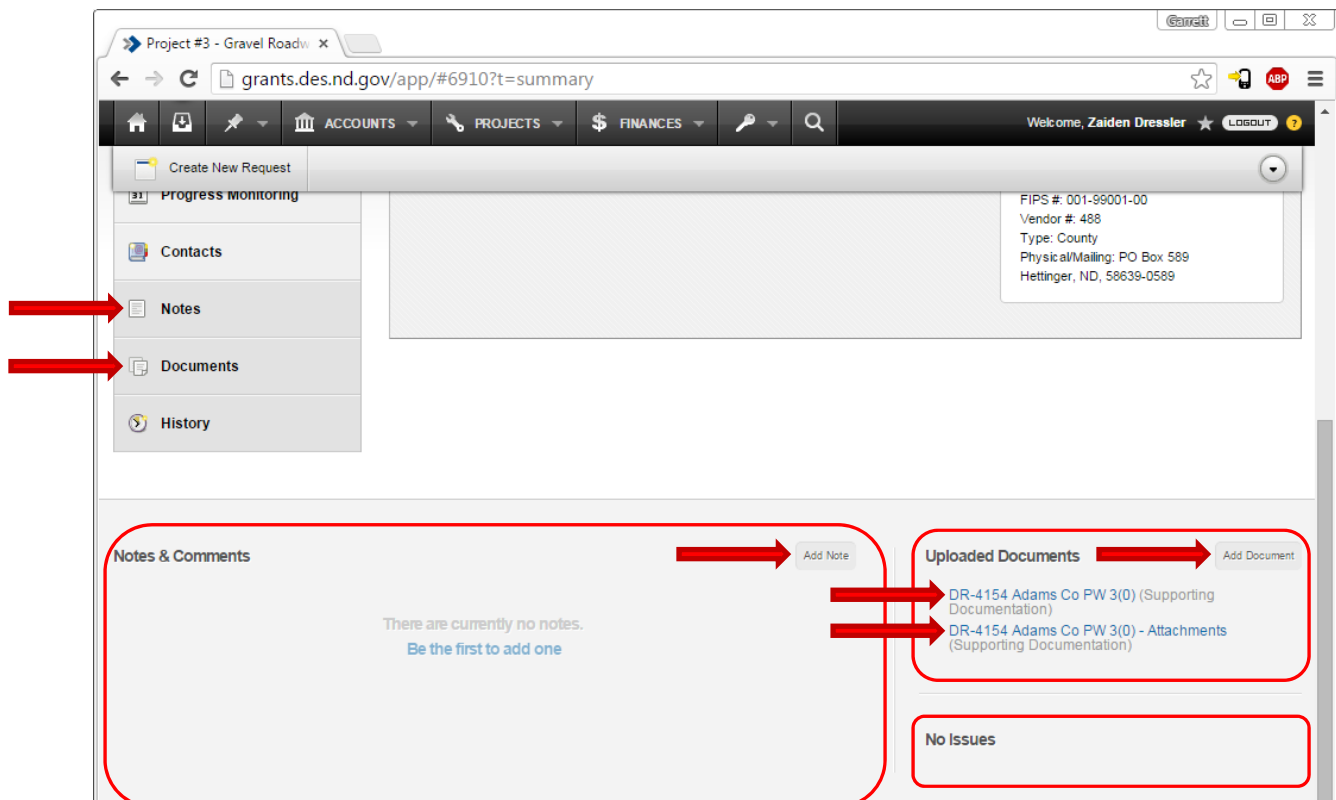 Garrett
Project #3 - Gravel Roadw
grants.des.nd.gov/app/#6910?t=summary
ABP
ACCOUNTS
PROJECTS
$ FINANCES
Welcome, Zaiden Dressler
LOGOUT
?
Create New Request
31 Progress Monitoring
Contacts
Notes
Documents
History
FIPS #: 001-99001-00
Vendor #: 488
Type: County
Physical/Mailing: PO Box 589
Hettinger, ND, 58639-0589
Notes & Comments
Add Note
There are currently no notes.
Be the first to add one
Uploaded Documents
Add Document
DR-4154 Adams Co PW 3(0) (Supporting
Documentation)
DR-4154 Adams Co PW 3(0) - Attachments
(Supporting Documentation)
No Issues